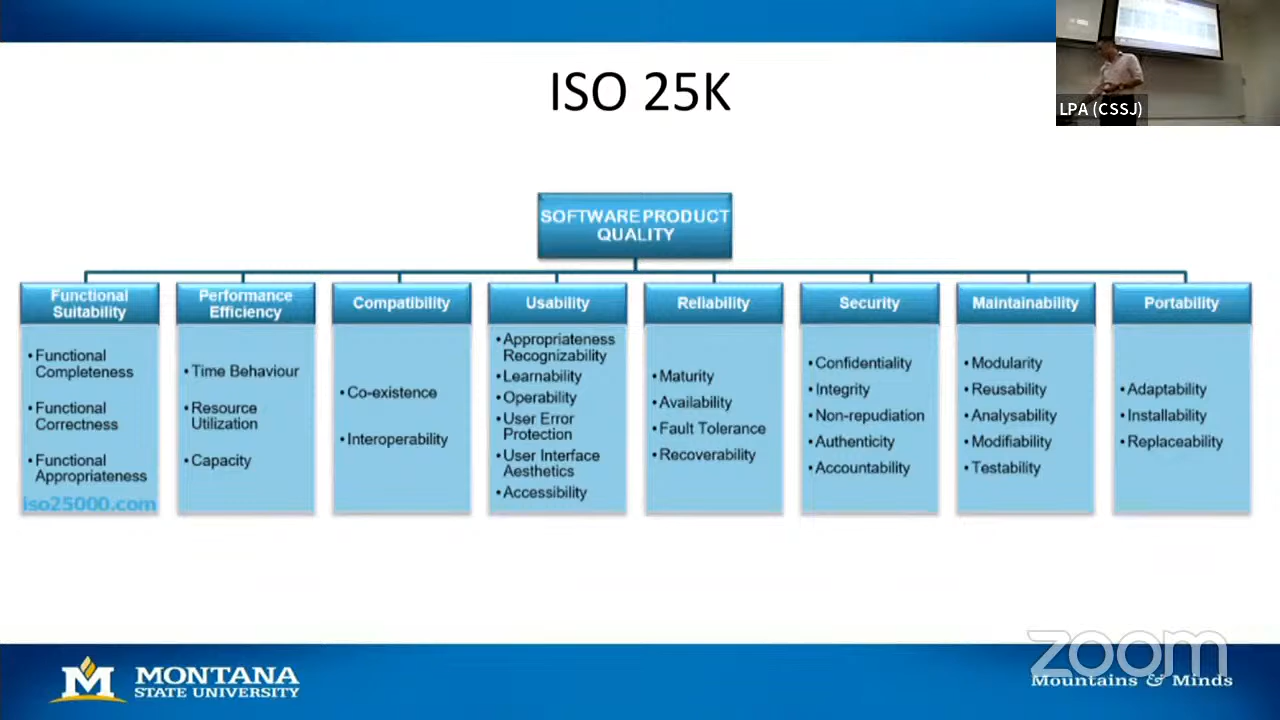 ISO 25K
LPA (CSSJ)
SOFTWARE PRODUCT
QUALITY
Functional
Suitability
• Functional
Completeness
• Functional
Correctness
• Functional
Appropriateness
iso25000.com
Performance
Efficiency
• Time Behaviour
• Resource
Utilization
• Capacity
Compatibility
• Co-existence
• Interoperability
Usability
• Appropriateness
Recognizability
• Learnability
• Operability
• User Error
Protection
• User Interface
Aesthetics
• Accessibility
Reliability
• Maturity
• Availability
• Fault Tolerance
• Recoverability
Security
• Confidentiality
• Integrity
• Non-repudiation
• Authenticity
• Accountability
Maintainability
• Modularity
• Reusability
• Analysability
• Modifiability
• Testability
Portability
• Adaptability
• Installability
• Replaceability
M
MONTANA
STATE UNIVERSITY
zoom
Mountains & Minds